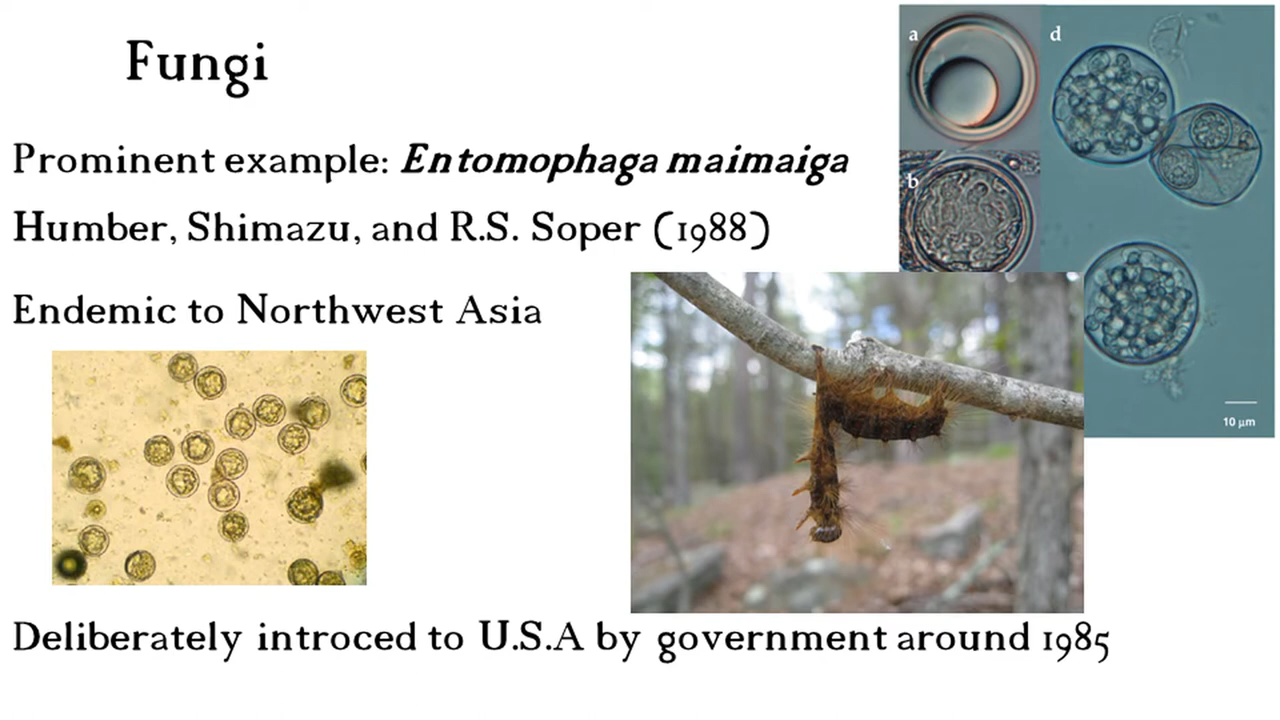 Fungi
Prominent example: Entomophaga maimaiga
Humber, Shimazu, and R.S. Soper (1988)
Endemic to Northwest Asia
Deliberately introced to U.S.A by government around 1985
a
b
d
10 µm